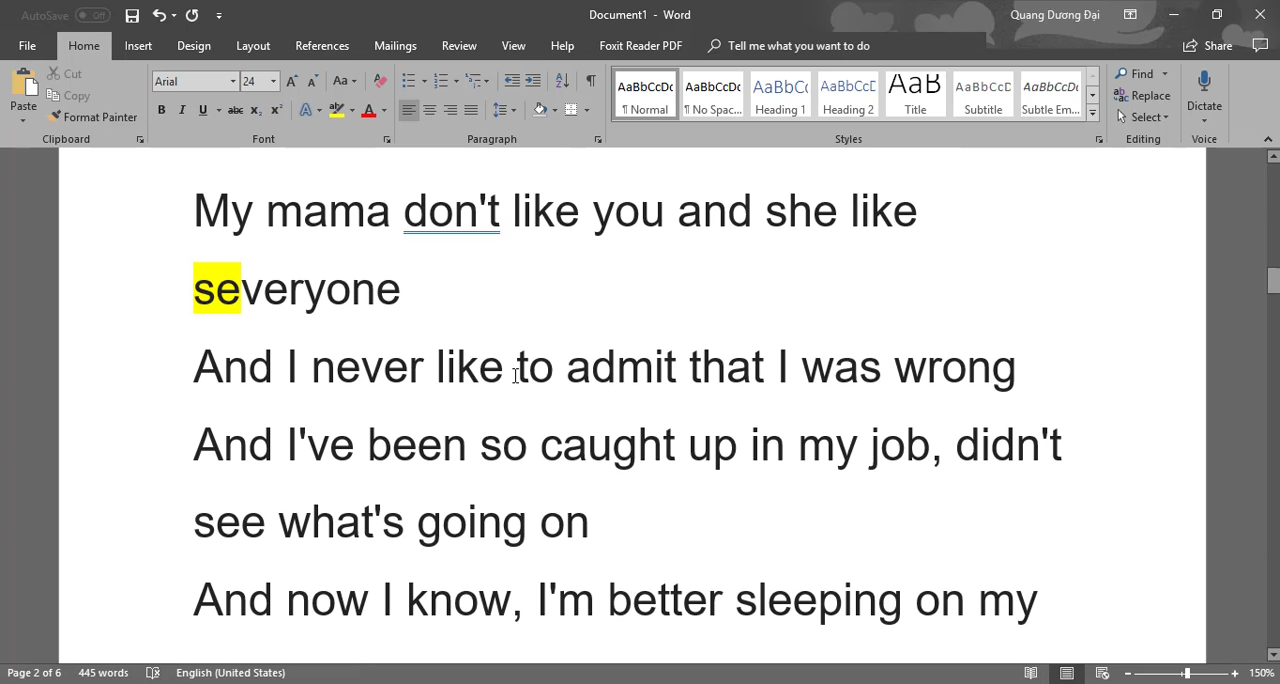 AutoSave Off Document1 - Word Quang Dương Đại
File Home Insert Design Layout References Mailings Review View Help Foxit Reader PDF Tell me what you want to do Share
Paste Cut Copy Format Painter
Arial 24 Aa
B I U abc x₂ x² A A
AaBbCcDc AaBbCcDc AaBbCc AaBbCcE AaB AaBbCcD AaBbCcDc
¶ Normal ¶ No Spac... Heading 1 Heading 2 Title Subtitle Subtle Em...
Find Replace Select Dictate
Clipboard Font Paragraph Styles Editing Voice
My mama don't like you and she like
severyone
And I never like to admit that I was wrong
And I've been so caught up in my job, didn't
see what's going on
And now I know, I'm better sleeping on my
Page 2 of 6 445 words English (United States) 150%